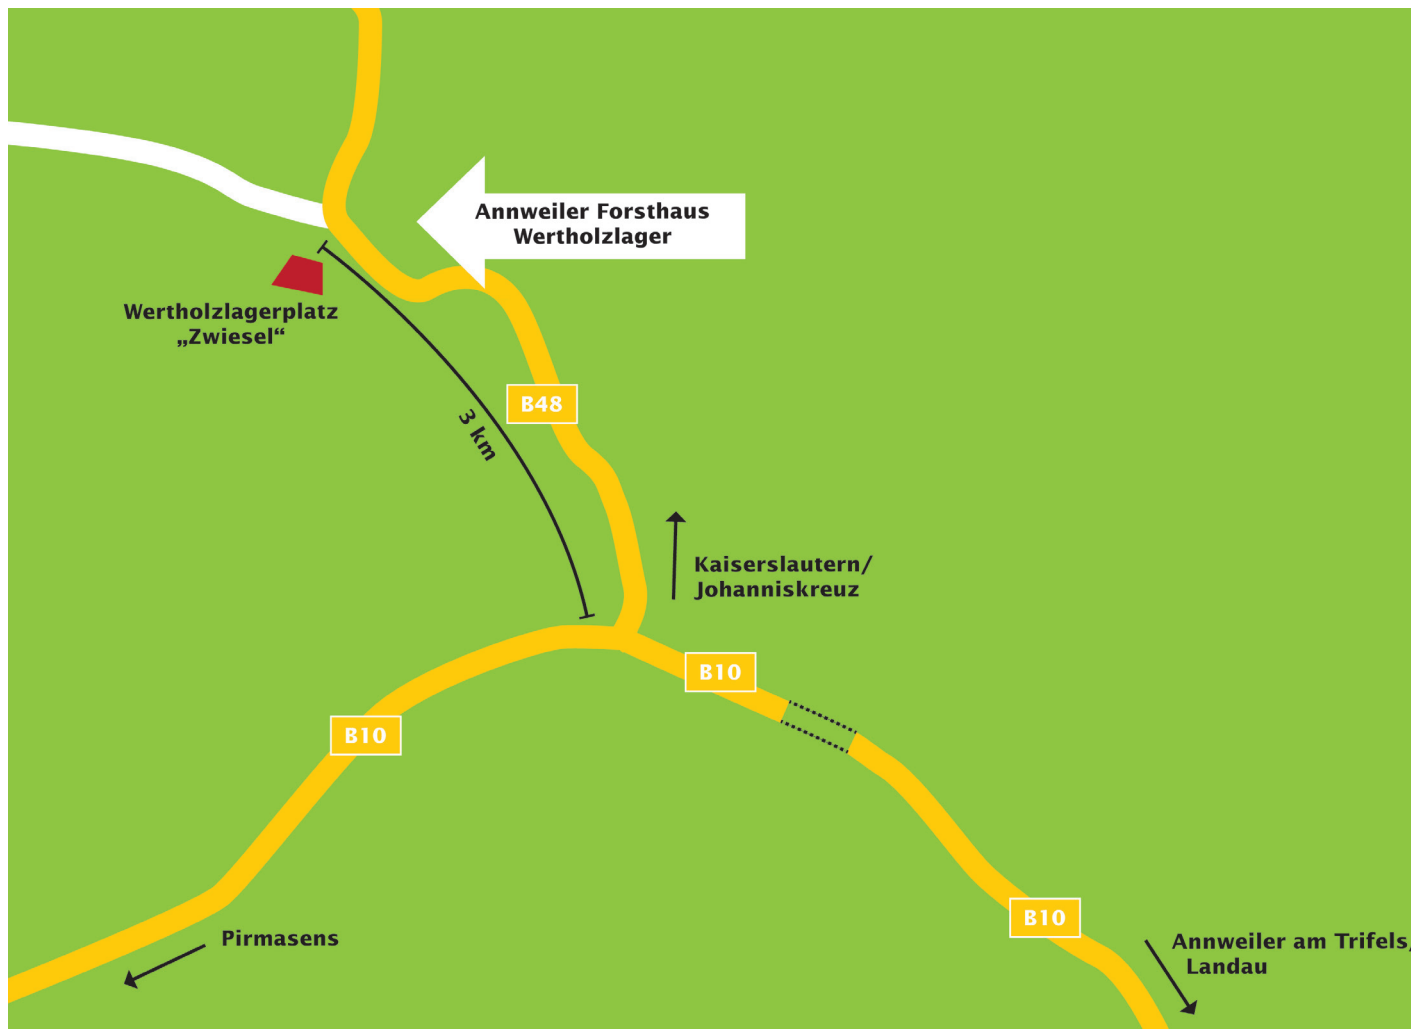 Annweiler Forsthaus
Wertholzlager
Wertholzlagerplatz
„Zwiesel“
B48
3 km
Kaiserslautern/
Johanniskreuz
B10
B10
B10
Pirmasens
Annweiler am Trifels,
Landau